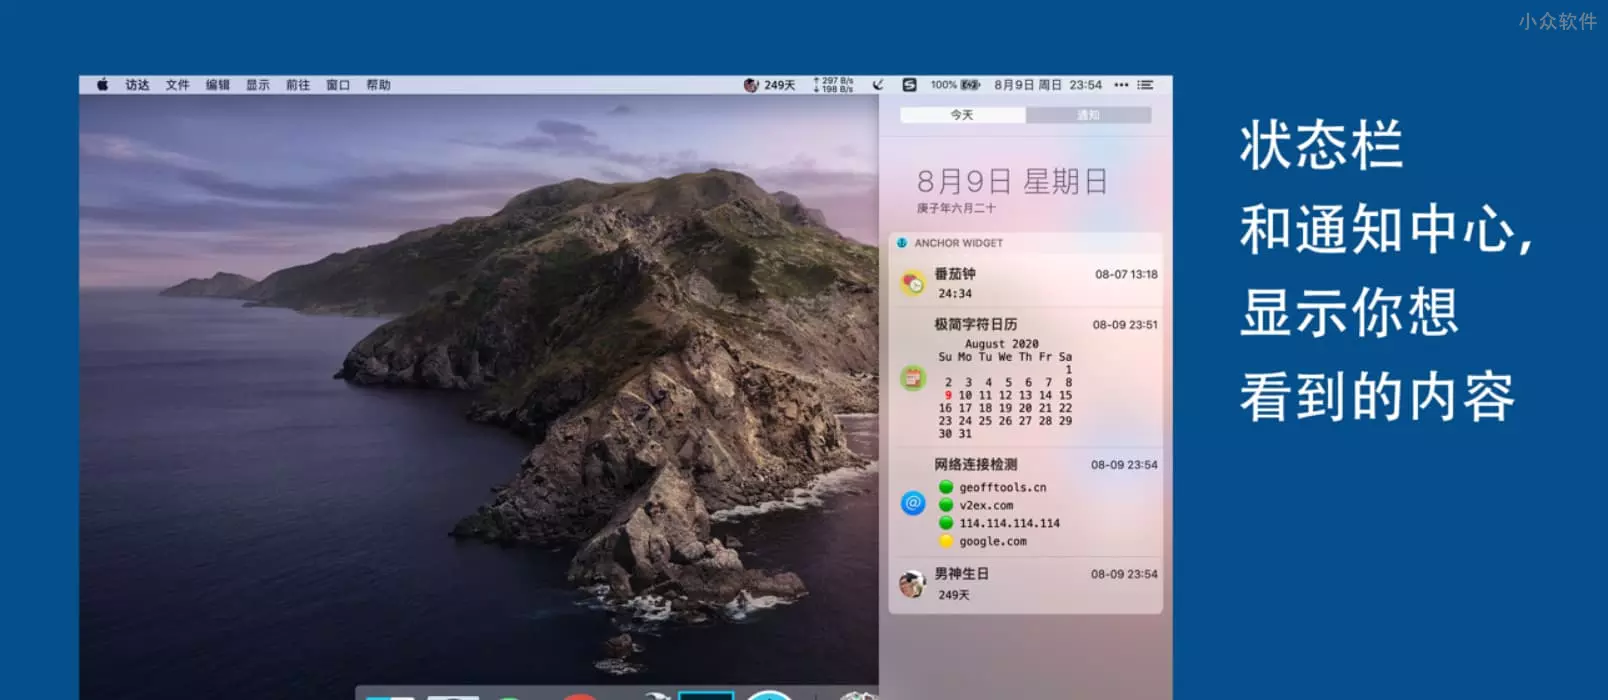 小众软件
访达 文件 编辑 显示 前往 窗口 帮助 249天 ↑ 297 B/s ↓ 198 B/s 100% 8月9日 周日 23:54
今天 通知
8月9日 星期日
庚子年六月二十
ANCHOR WIDGET
番茄钟 08-07 13:18
24:34
极简字符日历 08-09 23:51
August 2020
Su Mo Tu We Th Fr Sa
1
2 3 4 5 6 7 8
9 10 11 12 13 14 15
16 17 18 19 20 21 22
23 24 25 26 27 28 29
30 31
网络连接检测 08-09 23:54
geofftools.cn
v2ex.com
114.114.114.114
google.com
男神生日 08-09 23:54
249天
状态栏
和通知中心,
显示你想
看到的内容